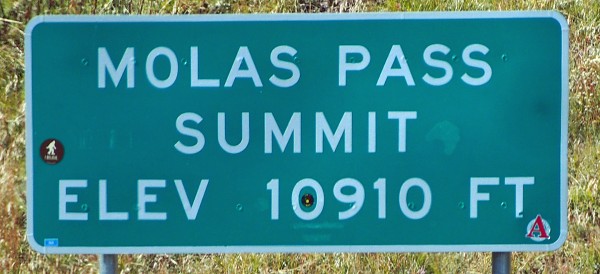 MOLAS PASS
SUMMIT
ELEV 10910 FT
A